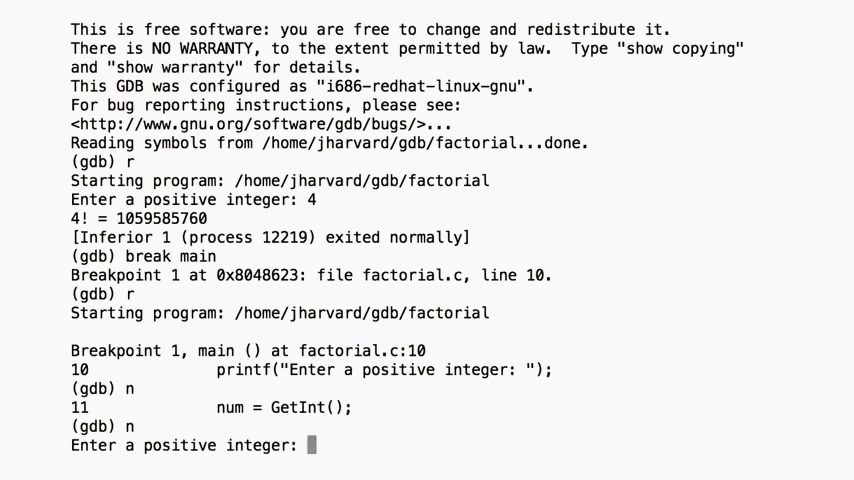 This is free software: you are free to change and redistribute it.
There is NO WARRANTY, to the extent permitted by law.  Type "show copying"
and "show warranty" for details.
This GDB was configured as "i686-redhat-linux-gnu".
For bug reporting instructions, please see:
<http://www.gnu.org/software/gdb/bugs/>...
Reading symbols from /home/jharvard/gdb/factorial...done.
(gdb) r
Starting program: /home/jharvard/gdb/factorial
Enter a positive integer: 4
4! = 1059585760
[Inferior 1 (process 12219) exited normally]
(gdb) break main
Breakpoint 1 at 0x8048623: file factorial.c, line 10.
(gdb) r
Starting program: /home/jharvard/gdb/factorial
Breakpoint 1, main () at factorial.c:10
10              printf("Enter a positive integer: ");
(gdb) n
11              num = GetInt();
(gdb) n
Enter a positive integer: